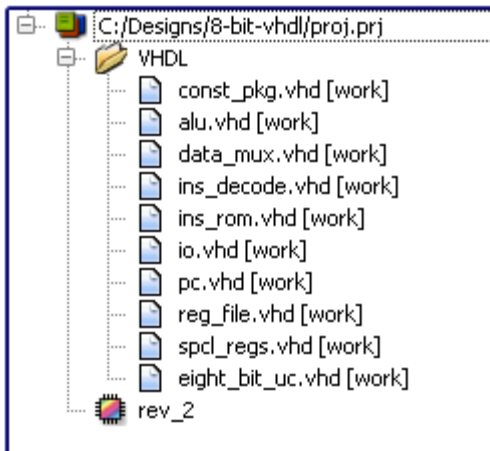 C:/Designs/8-bit-vhdl/proj.prj
VHDL
const_pkg.vhd [work]
alu.vhd [work]
data_mux.vhd [work]
ins_decode.vhd [work]
ins_rom.vhd [work]
io.vhd [work]
pc.vhd [work]
reg_file.vhd [work]
spcl_regs.vhd [work]
eight_bit_uc.vhd [work]
rev_2